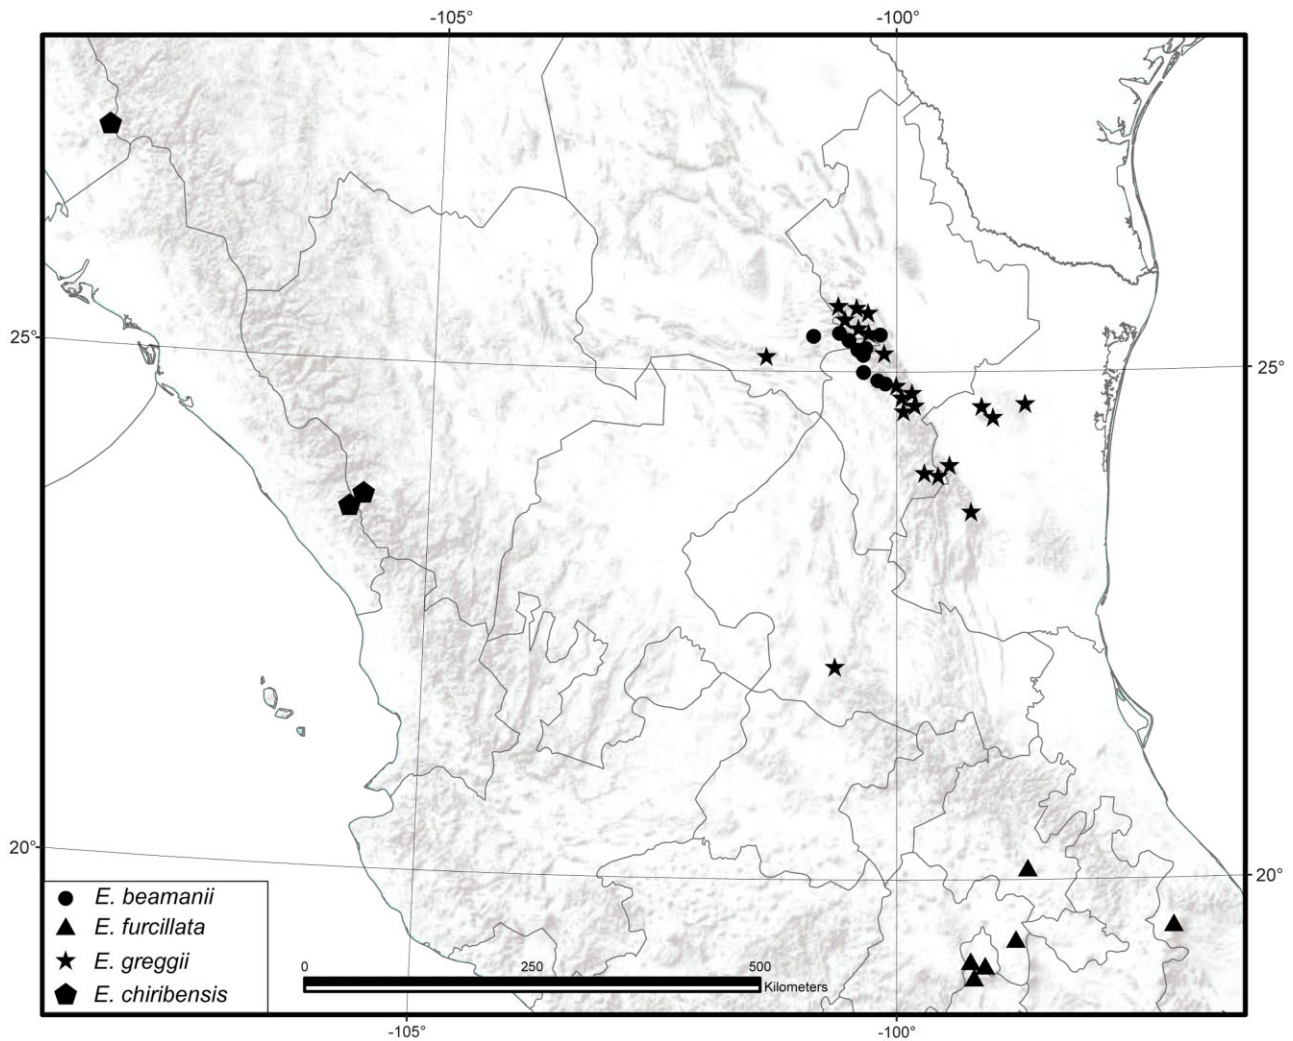 -105° -100°
25°
25°
20°
20°
E. beamanii
E. furcillata
E. greggii
E. chiribensis
0 250 500
Kilometers
-105° -100°